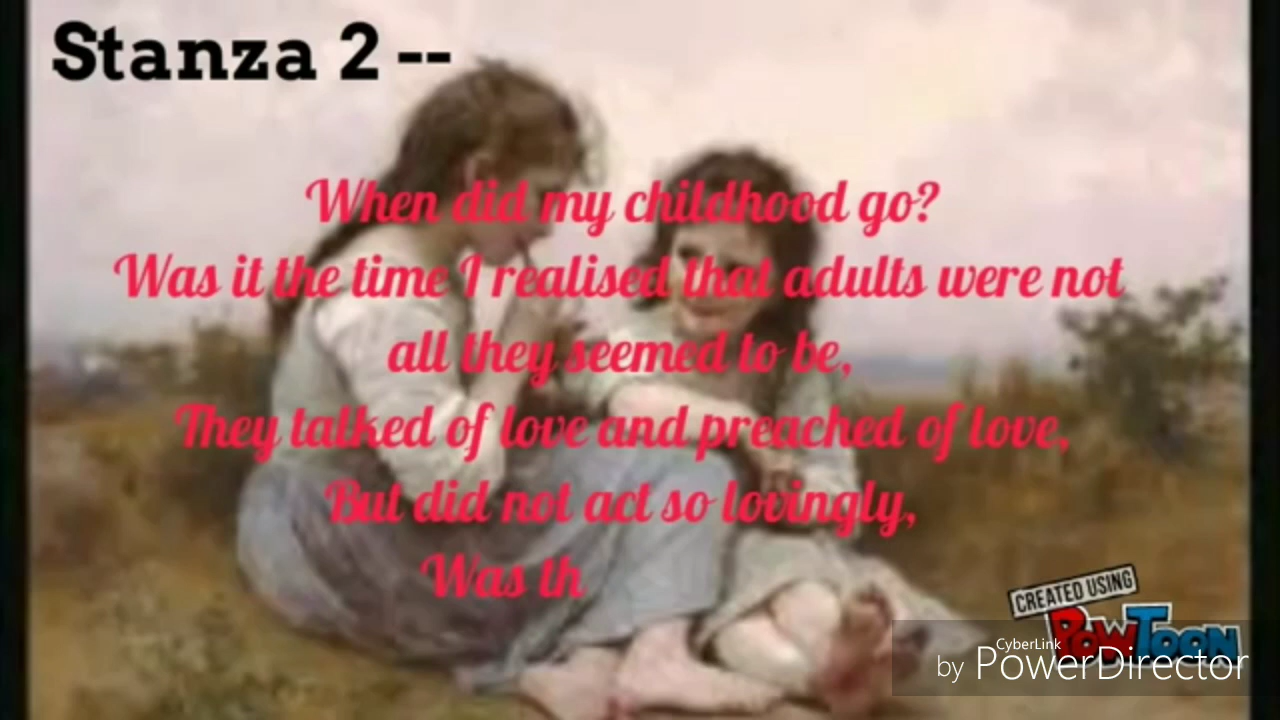 Stanza 2 --
When did my childhood go?
Was it the time I realised that adults were not
all they seemed to be,
They talked of love and preached of love,
But did not act so lovingly,
Was th
CREATED USING
POWTOON
CyberLink
by PowerDirector